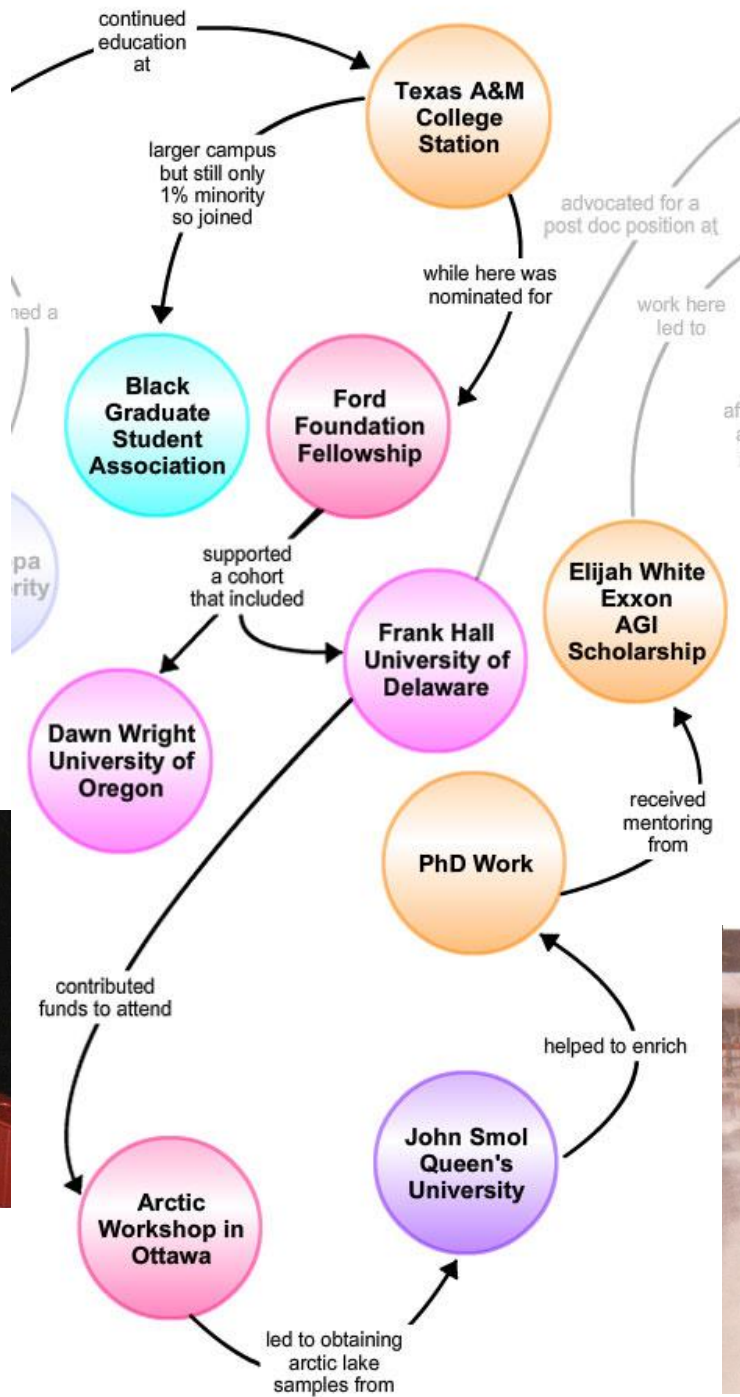 continued
education
at
Texas A&M
College
Station
larger campus
but still only
1% minority
so joined
advocated for a
post doc position at
while here was
nominated for
work here
led to
Black
Graduate
Student
Association
Ford
Foundation
Fellowship
supported
a cohort
that included
Elijah White
Exxon
AGI
Scholarship
Frank Hall
University of
Delaware
Dawn Wright
University of
Oregon
received
mentoring
from
PhD Work
contributed
funds to attend
helped to enrich
John Smol
Queen's
University
Arctic
Workshop in
Ottawa
led to obtaining
arctic lake
samples from